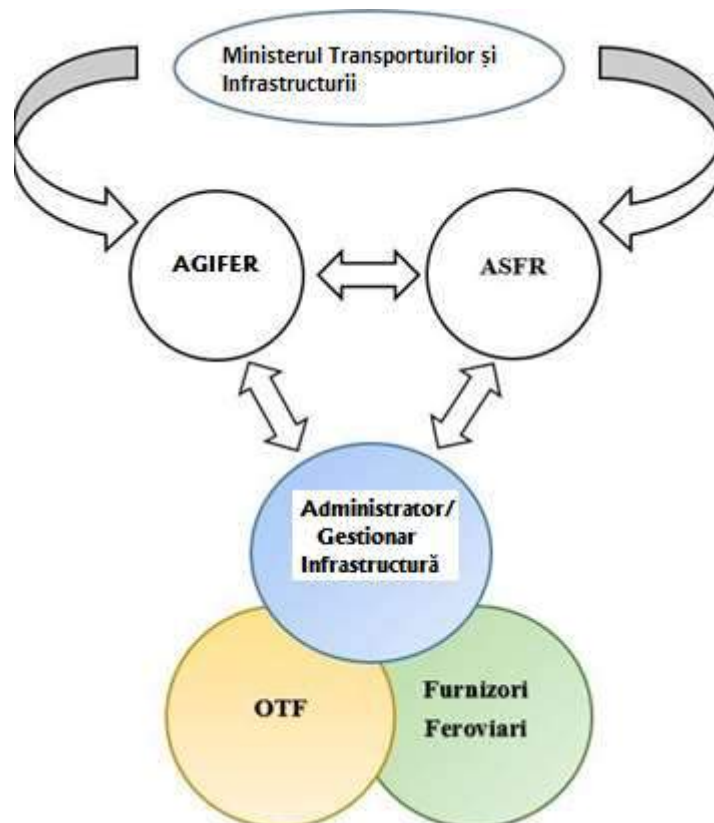 Ministerul Transporturilor și
Infrastructurii
AGIFER
ASFR
Administrator/
Gestionar
Infrastructură
OTF
Furnizori
Feroviari